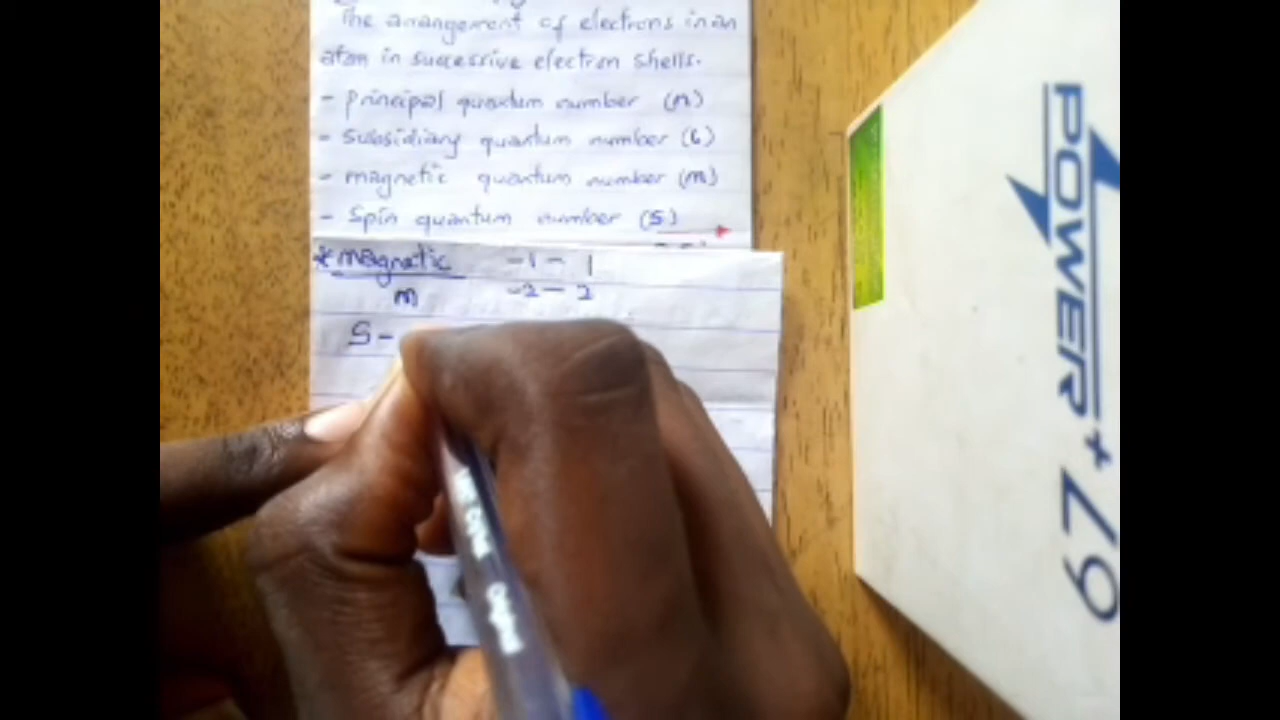 The arrangement of electrons in an
atom in successive electron shells.
- Principal quantum number (n)
- Subsidiary quantum number (l)
- magnetic quantum number (m)
- Spin quantum number (S)
* magnetic -1 - 1
m -2 - 2
S -
POWER+ L9